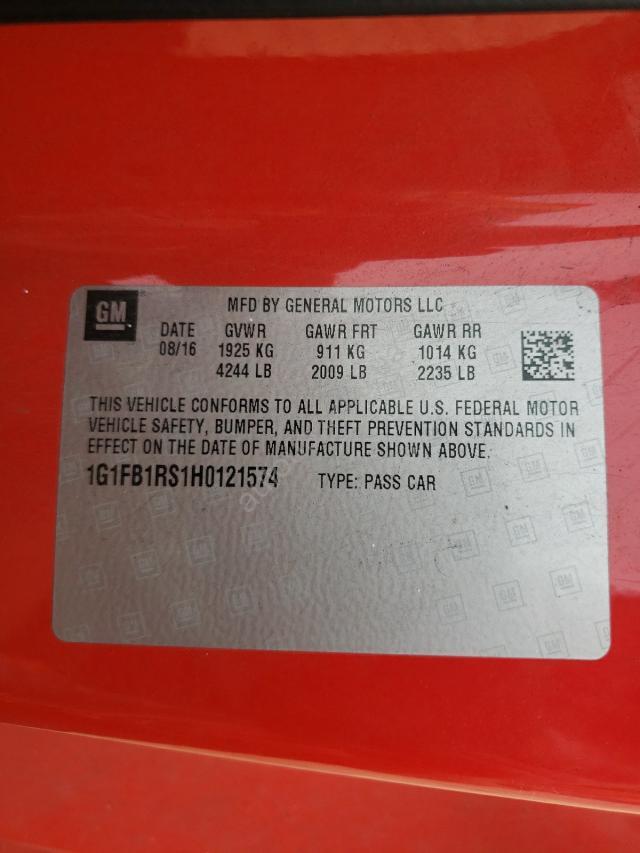 GM
MFD BY GENERAL MOTORS LLC
DATE GVWR GAWR FRT GAWR RR
08/16 1925 KG 911 KG 1014 KG
4244 LB 2009 LB 2235 LB
THIS VEHICLE CONFORMS TO ALL APPLICABLE U.S. FEDERAL MOTOR
VEHICLE SAFETY, BUMPER, AND THEFT PREVENTION STANDARDS IN
EFFECT ON THE DATE OF MANUFACTURE SHOWN ABOVE.
1G1FB1RS1H0121574 TYPE: PASS CAR